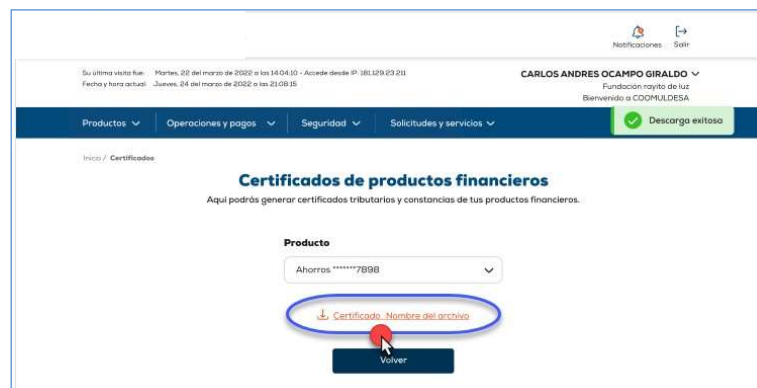 Notificaciones Salir
Su última visita fue: Martes, 22 del marzo de 2022 a las 14:04:10 - Accede desde IP: 181.129.23.211
Fecha y hora actual: Jueves, 24 del marzo de 2022 a las 21:08:15
CARLOS ANDRES OCAMPO GIRALDO
Fundación rayito de luz
Bienvenido a COOMULDESA
Productos Operaciones y pagos Seguridad Solicitudes y servicios
Descarga exitosa
Inicio / Certificados
Certificados de productos financieros
Aquí podrás generar certificados tributarios y constancias de tus productos financieros.
Producto
Ahorros *******7898
Certificado_Nombre del archivo
Volver